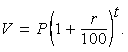 V = P(1 + r/100)^t.